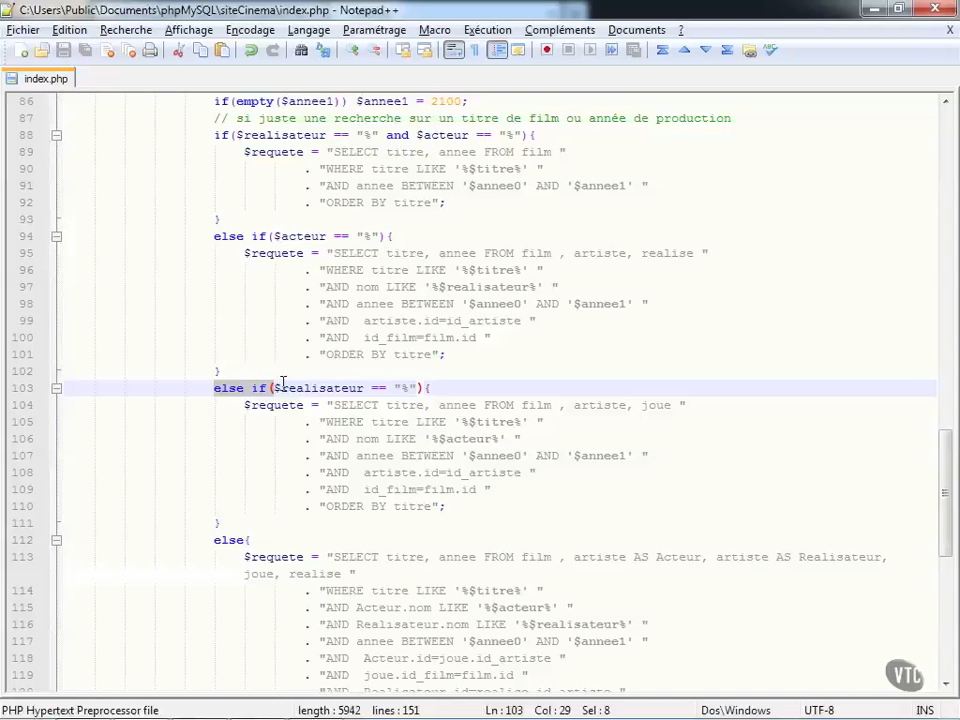 C:\Users\Public\Documents\phpMySQL\siteCinema\index.php - Notepad++
Fichier Edition Recherche Affichage Encodage Langage Paramétrage Macro Exécution Compléments Documents ? X
index.php
86 if(empty($annee1)) $annee1 = 2100;
87 // si juste une recherche sur un titre de film ou année de production
88 if($realisateur == "%" and $acteur == "%"){
89 $requete = "SELECT titre, annee FROM film "
90 . "WHERE titre LIKE '%$titre%' "
91 . "AND annee BETWEEN '$annee0' AND '$annee1' "
92 . "ORDER BY titre";
93 }
94 else if($acteur == "%"){
95 $requete = "SELECT titre, annee FROM film , artiste, realise "
96 . "WHERE titre LIKE '%$titre%' "
97 . "AND nom LIKE '%$realisateur%' "
98 . "AND annee BETWEEN '$annee0' AND '$annee1' "
99 . "AND  artiste.id=id_artiste "
100 . "AND  id_film=film.id "
101 . "ORDER BY titre";
102 }
103 else if($realisateur == "%"){
104 $requete = "SELECT titre, annee FROM film , artiste, joue "
105 . "WHERE titre LIKE '%$titre%' "
106 . "AND nom LIKE '%$acteur%' "
107 . "AND annee BETWEEN '$annee0' AND '$annee1' "
108 . "AND  artiste.id=id_artiste "
109 . "AND  id_film=film.id "
110 . "ORDER BY titre";
111 }
112 else{
113 $requete = "SELECT titre, annee FROM film , artiste AS Acteur, artiste AS Realisateur,
joue, realise "
114 . "WHERE titre LIKE '%$titre%' "
115 . "AND Acteur.nom LIKE '%$acteur%' "
116 . "AND Realisateur.nom LIKE '%$realisateur%' "
117 . "AND annee BETWEEN '$annee0' AND '$annee1' "
118 . "AND  Acteur.id=joue.id_artiste "
119 . "AND  joue.id_film=film.id "
VTC
PHP Hypertext Preprocessor file length : 5942 lines : 151 Ln : 103 Col : 29 Sel : 8 Dos\Windows UTF-8 INS